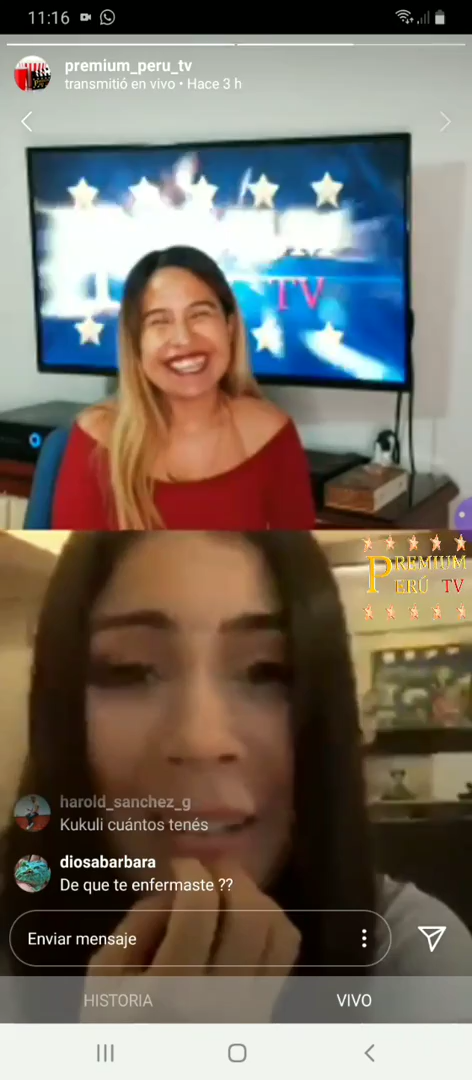 11:16
premium_peru_tv
transmitió en vivo • Hace 3 h
TV
PREMIUM
PERÚ TV
harold_sanchez_g
Kukuli cuántos tenés
diosabarbara
De que te enfermaste ??
Enviar mensaje
HISTORIA
VIVO